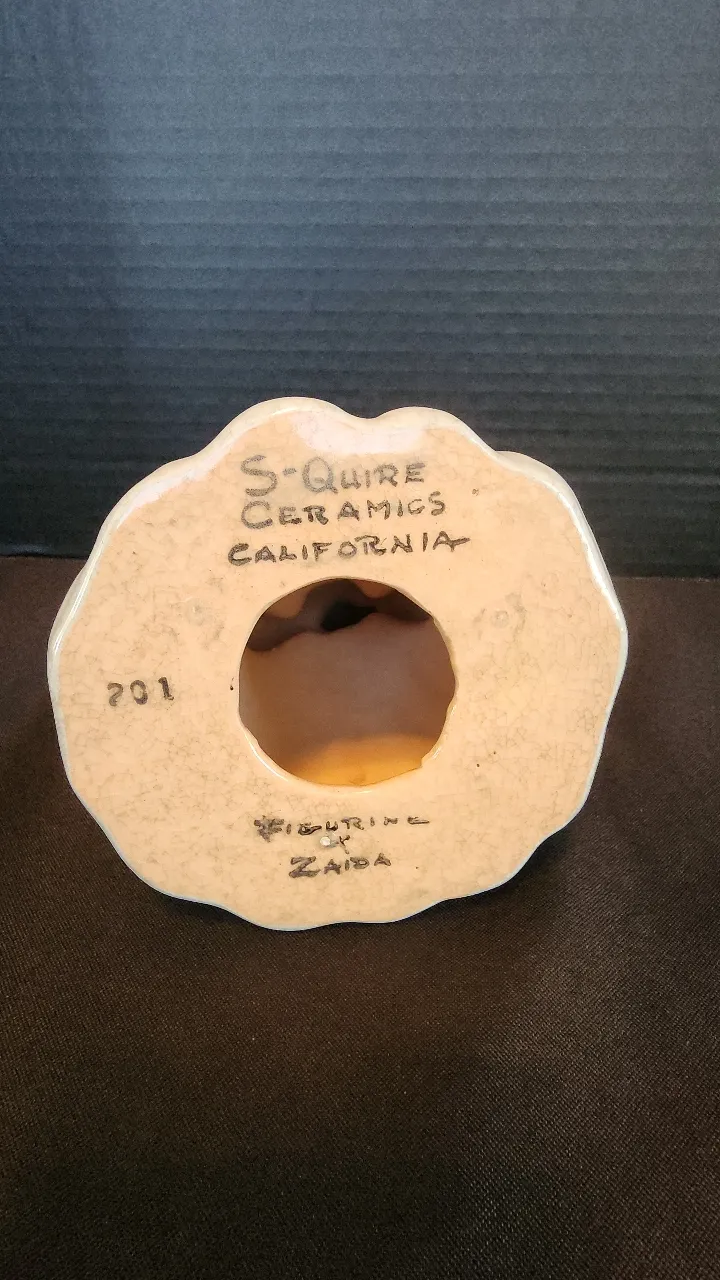 S-QUIRE
CERAMICS
CALIFORNIA
201
FIGURINE
BY
ZAIDA